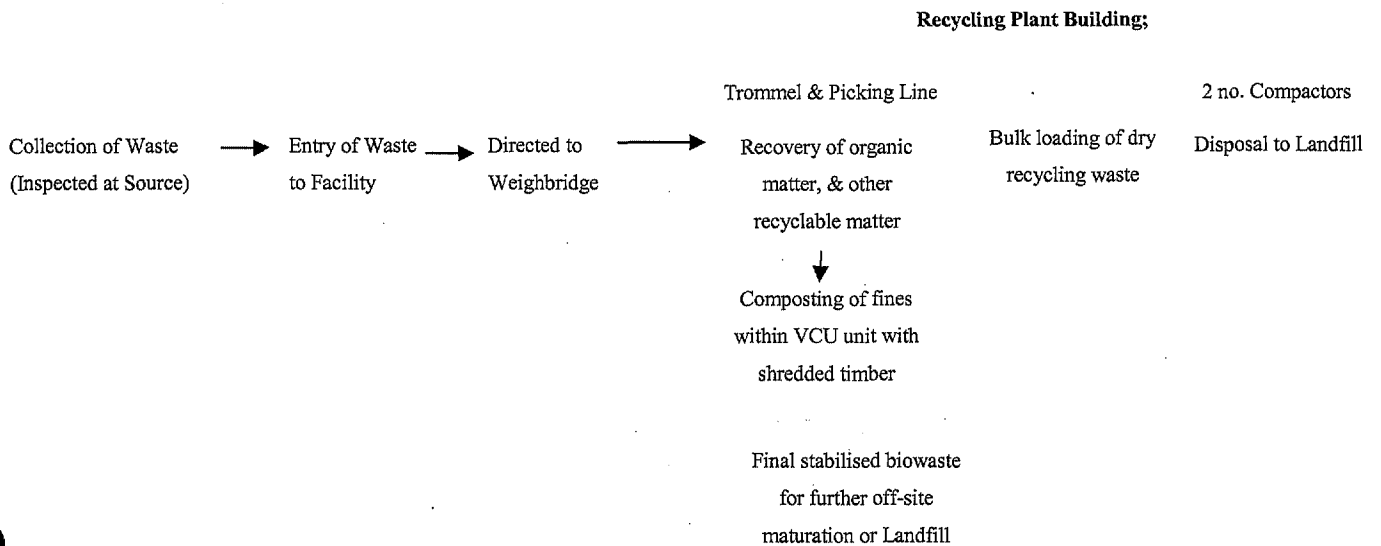 Recycling Plant Building;
Trommel & Picking Line
2 no. Compactors
Collection of Waste
(Inspected at Source)
Entry of Waste
to Facility
Directed to
Weighbridge
Recovery of organic
matter, & other
recyclable matter
Bulk loading of dry
recycling waste
Disposal to Landfill
Composting of fines
within VCU unit with
shredded timber
Final stabilised biowaste
for further off-site
maturation or Landfill